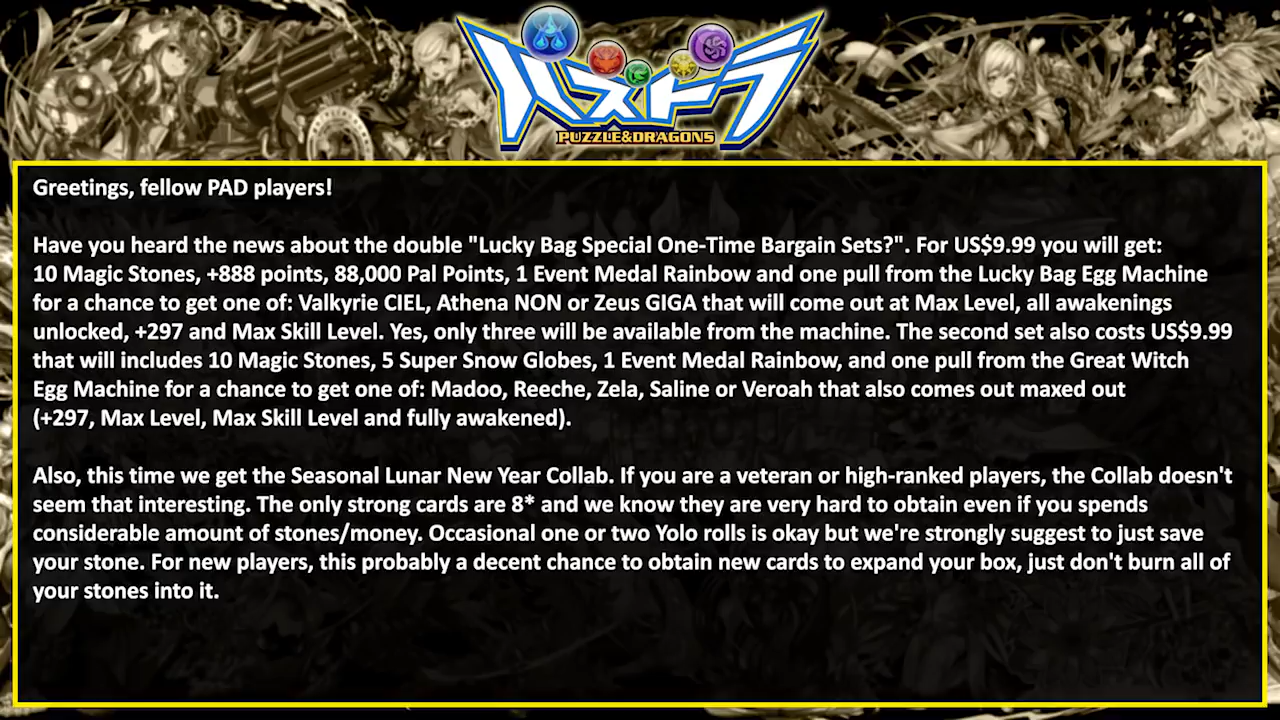 パズドラ
PUZZLE&DRAGONS
Greetings, fellow PAD players!
Have you heard the news about the double "Lucky Bag Special One-Time Bargain Sets?". For US$9.99 you will get:
10 Magic Stones, +888 points, 88,000 Pal Points, 1 Event Medal Rainbow and one pull from the Lucky Bag Egg Machine
for a chance to get one of: Valkyrie CIEL, Athena NON or Zeus GIGA that will come out at Max Level, all awakenings
unlocked, +297 and Max Skill Level. Yes, only three will be available from the machine. The second set also costs US$9.99
that will includes 10 Magic Stones, 5 Super Snow Globes, 1 Event Medal Rainbow, and one pull from the Great Witch
Egg Machine for a chance to get one of: Madoo, Reeche, Zela, Saline or Veroah that also comes out maxed out
(+297, Max Level, Max Skill Level and fully awakened).
Also, this time we get the Seasonal Lunar New Year Collab. If you are a veteran or high-ranked players, the Collab doesn't
seem that interesting. The only strong cards are 8* and we know they are very hard to obtain even if you spends
considerable amount of stones/money. Occasional one or two Yolo rolls is okay but we're strongly suggest to just save
your stone. For new players, this probably a decent chance to obtain new cards to expand your box, just don't burn all of
your stones into it.